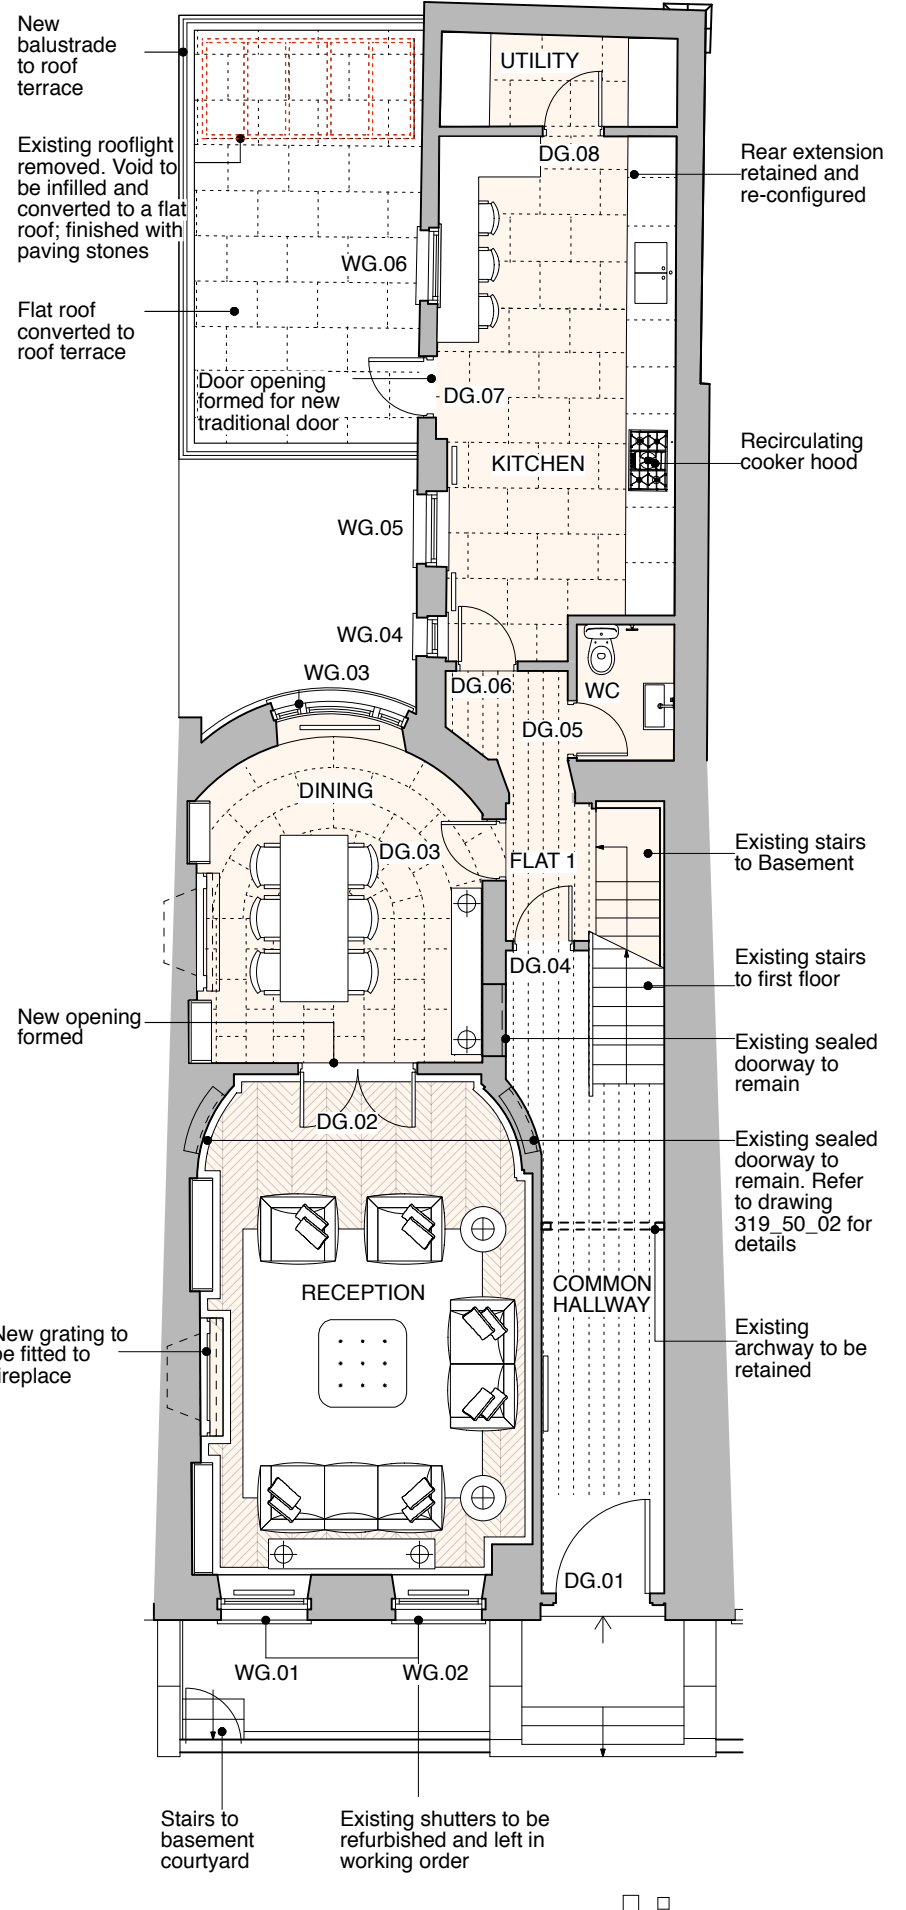 New
balustrade
to roof
terrace
UTILITY
Existing rooflight
removed. Void to
be infilled and
converted to a flat
roof; finished with
paving stones
DG.08
Rear extension
retained and
re-configured
WG.06
Flat roof
converted to
roof terrace
Door opening
formed for new
traditional door
DG.07
KITCHEN
Recirculating
cooker hood
WG.05
WG.04
WG.03
DG.06
WC
DG.05
DINING
DG.03
FLAT 1
Existing stairs
to Basement
DG.04
Existing stairs
to first floor
New opening
formed
Existing sealed
doorway to
remain
DG.02
Existing sealed
doorway to
remain. Refer
to drawing
319_50_02 for
details
RECEPTION
COMMON
HALLWAY
New grating to
be fitted to
fireplace
Existing
archway to be
retained
DG.01
WG.01
WG.02
Stairs to
basement
courtyard
Existing shutters to be
refurbished and left in
working order